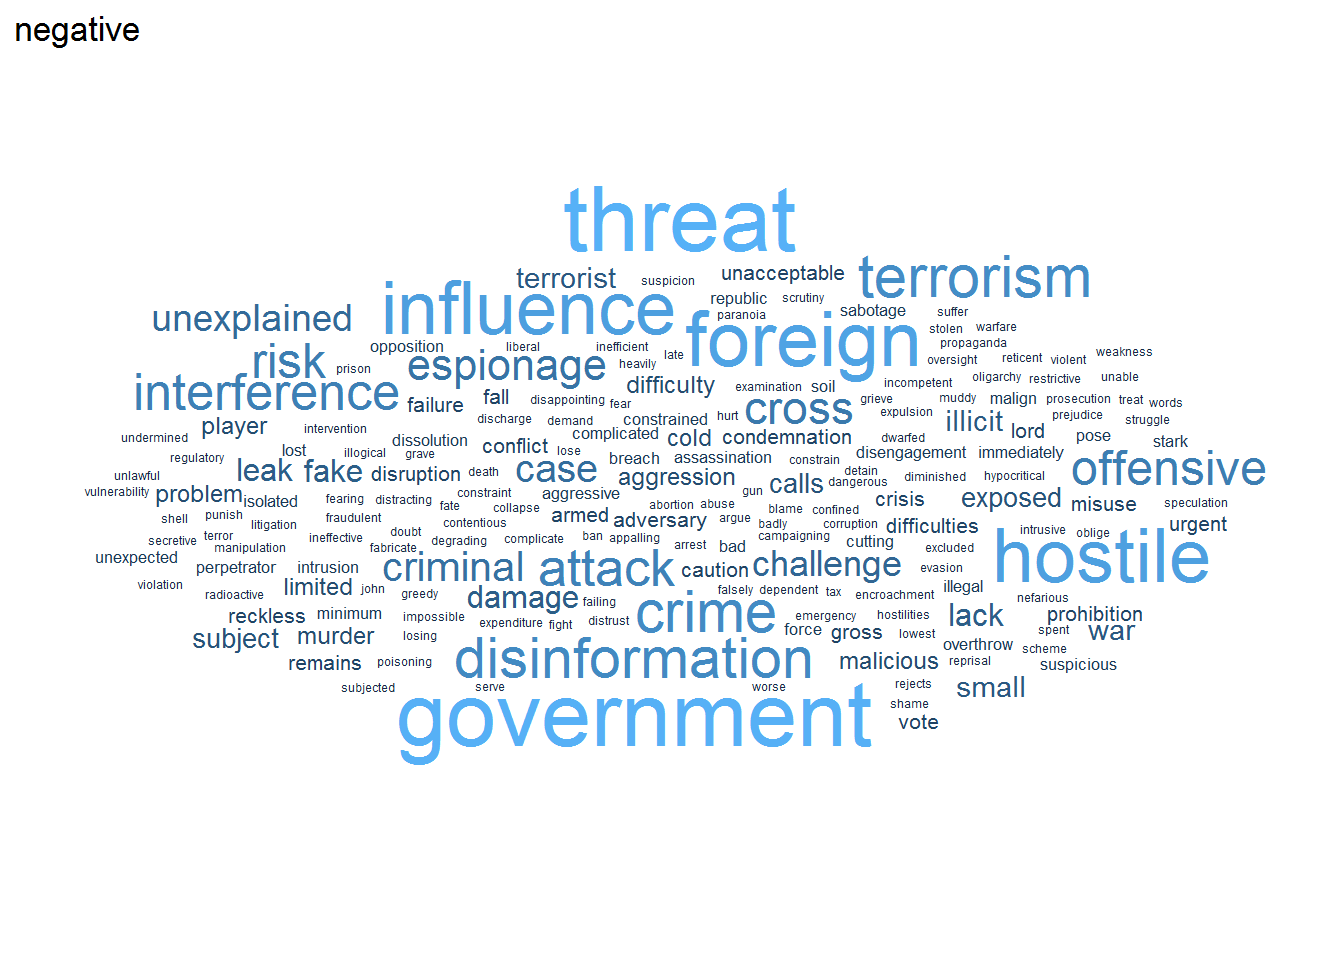 negative
threat
terrorist suspicion unacceptable terrorism
influence republic scrutiny
unexplained paranoia sabotage suffer
foreign stolen warfare
opposition liberal inefficient propaganda
risk prison espionage heavily late oversight reticent violent weakness
interference difficulty examination soil incompetent oligarchy restrictive unable
failure fall disappointing fear cross grieve muddy malign prosecution treat words
player intervention discharge demand constrained hurt expulsion illicit prejudice struggle
undermined dissolution complicated cold condemnation dwarfed lord pose stark
regulatory lost illogical grave conflict lose breach assassination constrain disengagement immediately
unlawful leak fake disruption death case aggression calls detain dangerous diminished hypocritical offensive
vulnerability problem isolated fearing distracting constraint aggressive gun exposed
fate collapse abortion abuse crisis misuse speculation
shell punish fraudulent armed adversary argue blame confined
secretive terror litigation ineffective doubt contentious badly corruption difficulties intrusive oblige urgent
manipulation fabricate degrading complicate ban appalling arrest bad campaigning cutting excluded
unexpected perpetrator intrusion criminal attack caution challenge evasion hostile
violation radioactive limited john greedy damage failing falsely dependent tax encroachment illegal nefarious
reckless minimum impossible expenditure fight distrust crime emergency hostilities lack prohibition
subject murder losing force gross lowest spent war
remains poisoning disinformation malicious overthrow reprisal scheme suspicious
subjected serve worse rejects small
government shame
vote